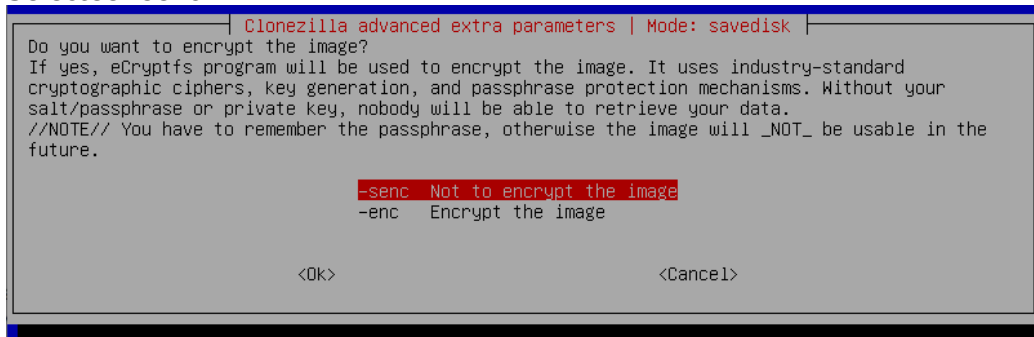 Clonezilla advanced extra parameters | Mode: savedisk
Do you want to encrypt the image?
If yes, eCryptfs program will be used to encrypt the image. It uses industry-standard
cryptographic ciphers, key generation, and passphrase protection mechanisms. Without your
salt/passphrase or private key, nobody will be able to retrieve your data.
//NOTE// You have to remember the passphrase, otherwise the image will _NOT_ be usable in the
future.
-senc Not to encrypt the image
-enc Encrypt the image
<Ok> <Cancel>